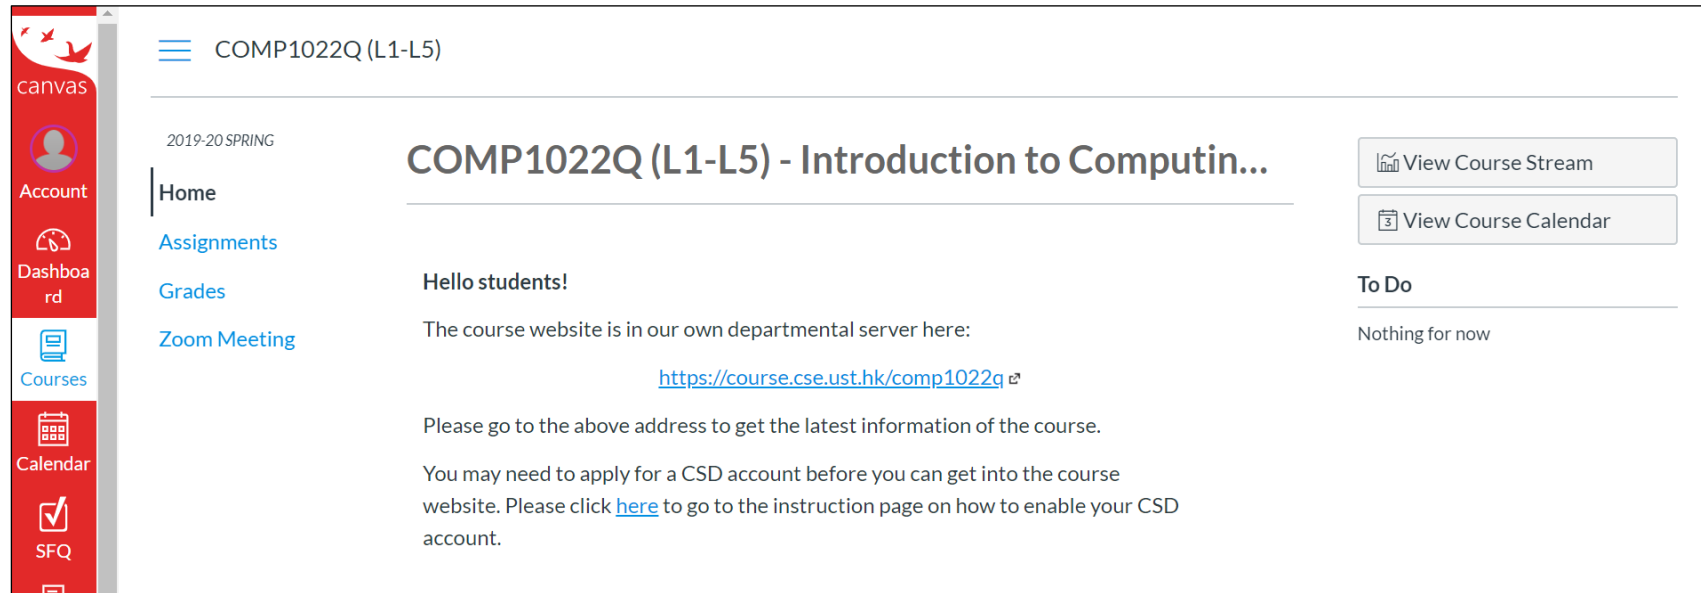 canvas
Account
Dashboa
rd
Courses
Calendar
SFQ
COMP1022Q (L1-L5)
2019-20 SPRING
Home
Assignments
Grades
Zoom Meeting
COMP1022Q (L1-L5) - Introduction to Computin...
Hello students!
The course website is in our own departmental server here:
https://course.cse.ust.hk/comp1022q
Please go to the above address to get the latest information of the course.
You may need to apply for a CSD account before you can get into the course
website. Please click here to go to the instruction page on how to enable your CSD
account.
View Course Stream
3 View Course Calendar
To Do
Nothing for now